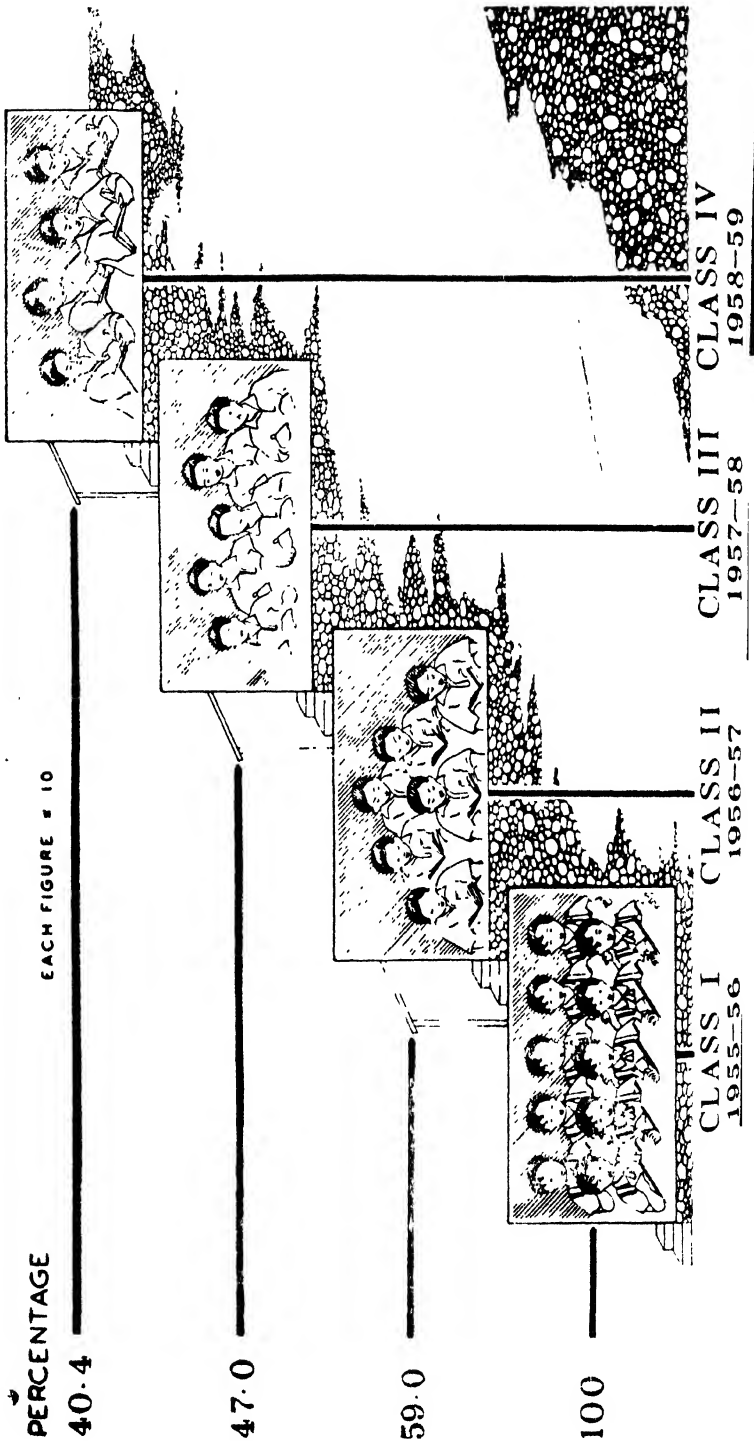 PERCENTAGE
EACH FIGURE = 10
40·4
47·0
59·0
100
CLASS I
1955–56
CLASS II
1956–57
CLASS III
1957–58
CLASS IV
1958–59